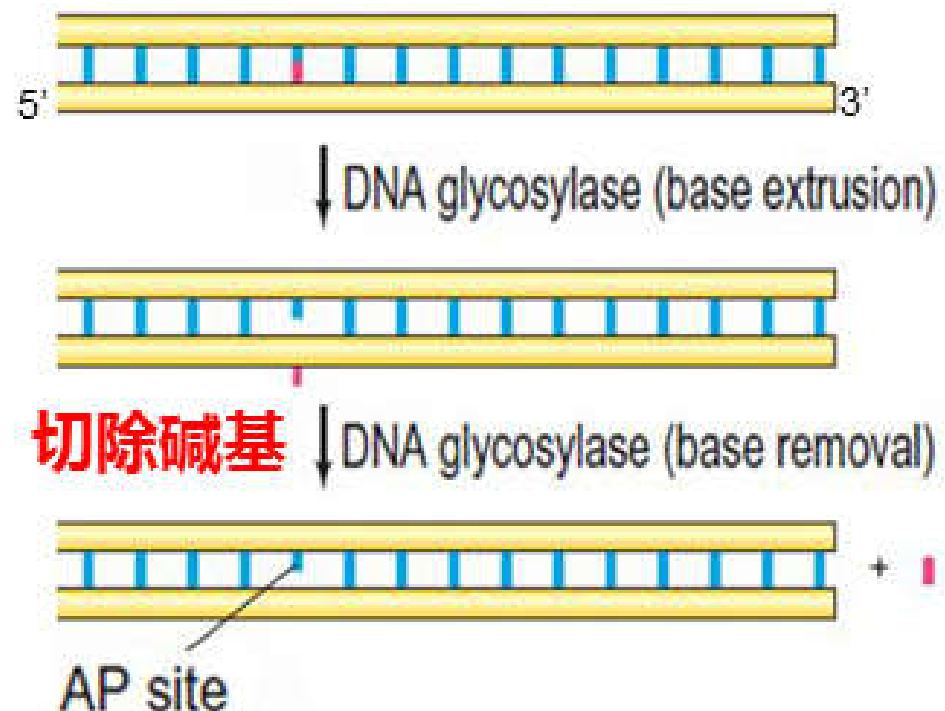 5'
3'
DNA glycosylase (base extrusion)
切除碱基
DNA glycosylase (base removal)
+
AP site